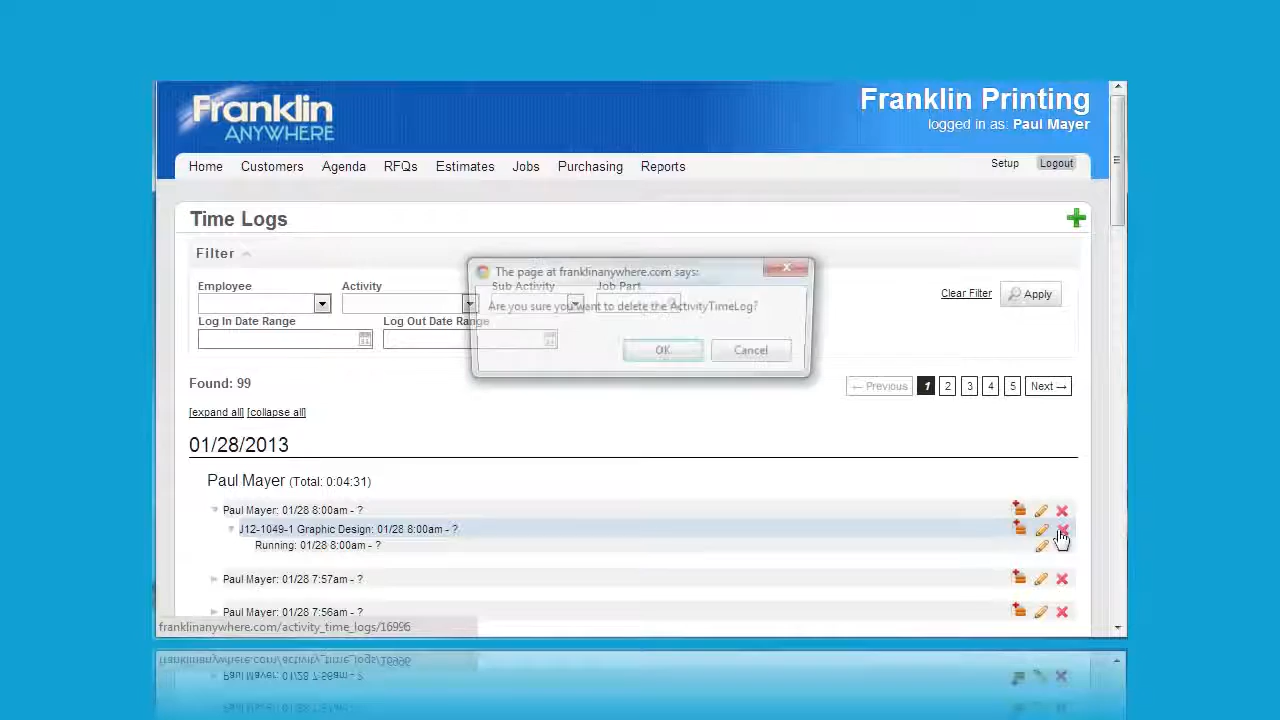 Franklin
ANYWHERE
Franklin Printing
logged in as: Paul Mayer
Home Customers Agenda RFQs Estimates Jobs Purchasing Reports
Setup Logout
Time Logs
Filter
The page at franklinanywhere.com says:
Are you sure you want to delete the ActivityTimeLog?
OK Cancel
Employee Activity Sub Activity Job Part
Clear Filter Apply
Log In Date Range Log Out Date Range
Found: 99
← Previous 1 2 3 4 5 Next →
[expand all] [collapse all]
01/28/2013
Paul Mayer (Total: 0:04:31)
Paul Mayer: 01/28 8:00am - ?
J12-1049-1 Graphic Design: 01/28 8:00am - ?
Running: 01/28 8:00am - ?
Paul Mayer: 01/28 7:57am - ?
Paul Mayer: 01/28 7:56am - ?
franklinanywhere.com/activity_time_logs/16996